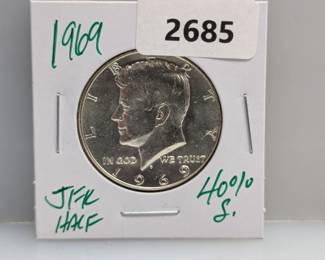 1969
2685
LIBERTY
IN GOD WE TRUST
1969
JFK
HALF
40%
S.